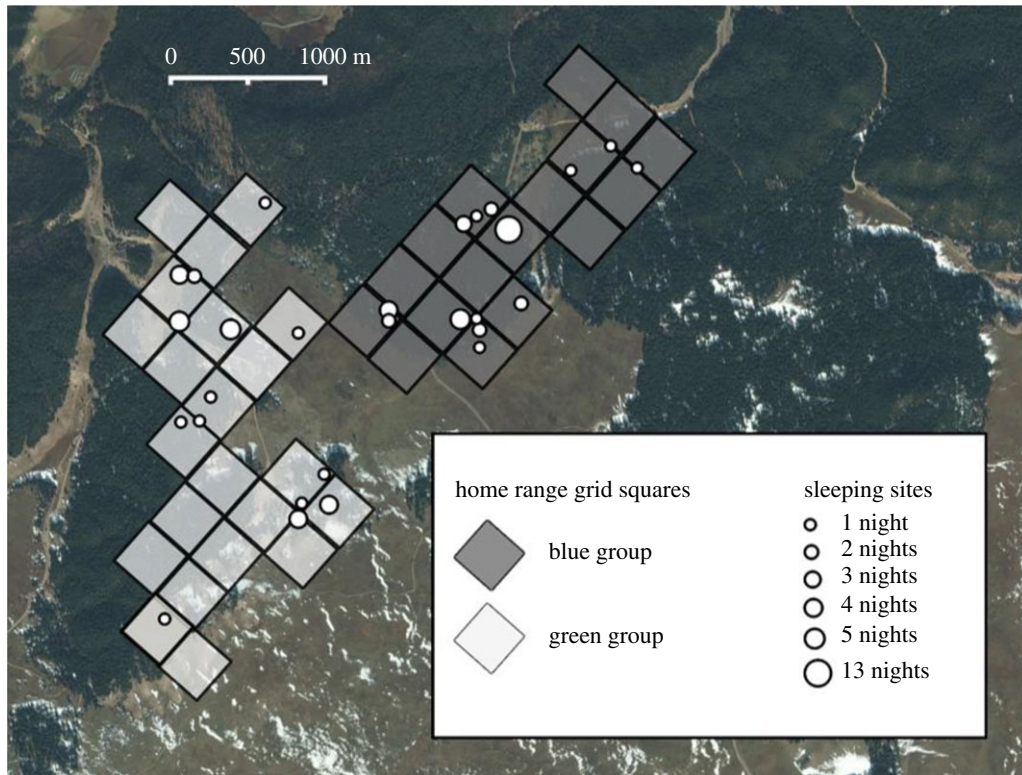 0 500 1000 m
home range grid squares
blue group
green group
sleeping sites
1 night
2 nights
3 nights
4 nights
5 nights
13 nights